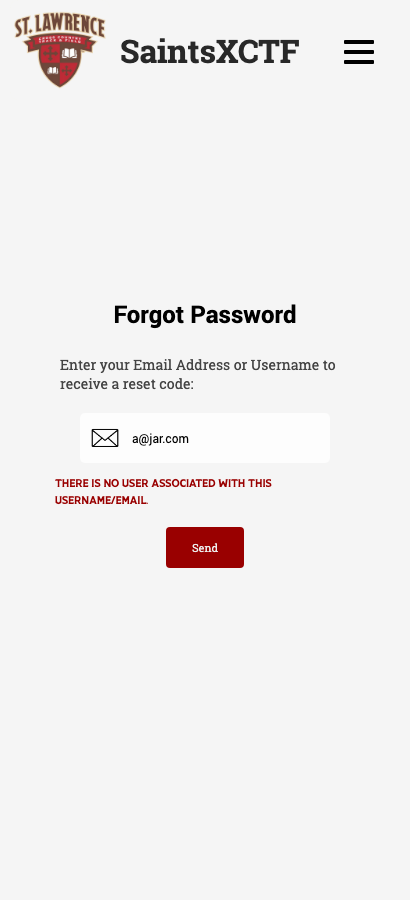 ST. LAWRENCE
SaintsXCTF
Forgot Password
Enter your Email Address or Username to
receive a reset code:
a@jar.com
THERE IS NO USER ASSOCIATED WITH THIS
USERNAME/EMAIL.
Send